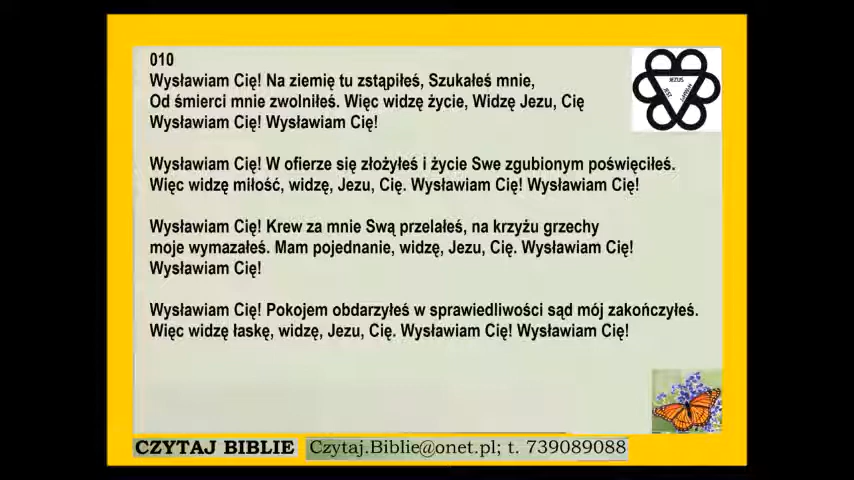 010
Wysławiam Cię! Na ziemię tu zstąpiłeś, Szukałeś mnie,
Od śmierci mnie zwolniłeś. Więc widzę życie, Widzę Jezu, Cię
Wysławiam Cię! Wysławiam Cię!
Wysławiam Cię! W ofierze się złożyłeś i życie Swe zgubionym poświęciłeś.
Więc widzę miłość, widzę, Jezu, Cię. Wysławiam Cię! Wysławiam Cię!
Wysławiam Cię! Krew za mnie Swą przelałeś, na krzyżu grzechy
moje wymazałeś. Mam pojednanie, widzę, Jezu, Cię. Wysławiam Cię!
Wysławiam Cię!
Wysławiam Cię! Pokojem obdarzyłeś w sprawiedliwości sąd mój zakończyłeś.
Więc widzę łaskę, widzę, Jezu, Cię. Wysławiam Cię! Wysławiam Cię!
JEZUS
CZYTAJ BIBLIE Czytaj.Biblie@onet.pl; t. 739089088